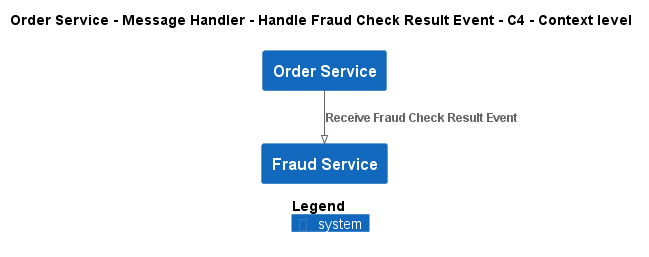 Order Service - Message Handler - Handle Fraud Check Result Event - C4 - Context level
Order Service
Receive Fraud Check Result Event
Fraud Service
Legend
system